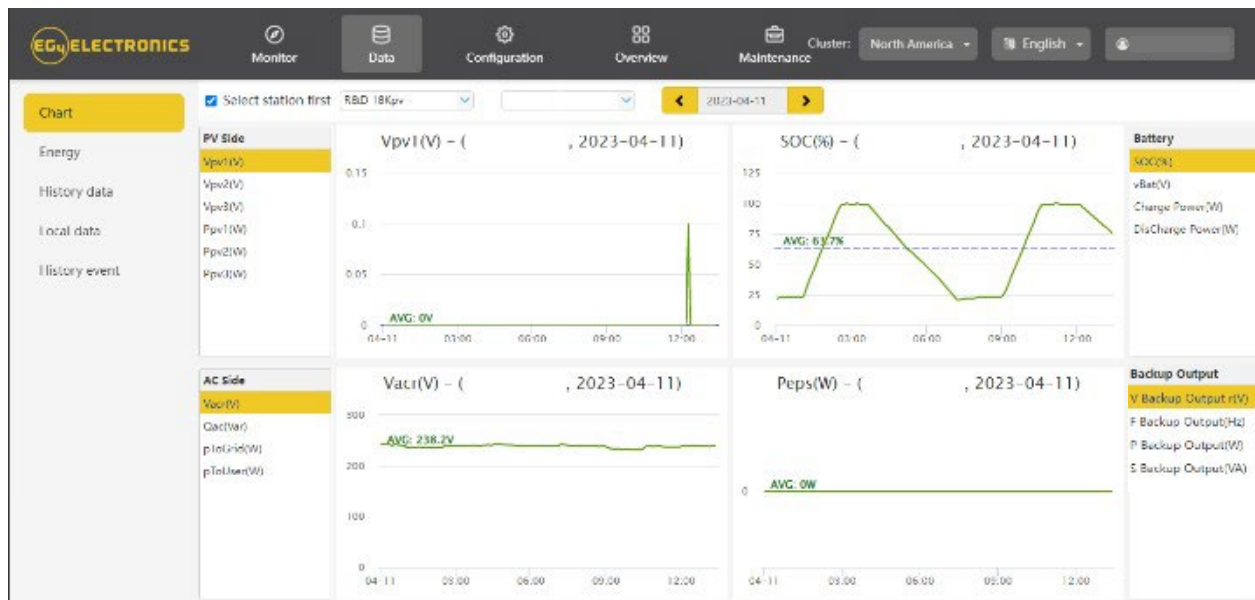 EG4 ELECTRONICS
Monitor
Data
Configuration
Overview
Maintenance
Cluster:
North America
English
Chart
Energy
History data
Local data
History event
Select station first
R&D 18Kpv
2023-04-11
PV Side
Vpv1(V)
Vpv2(V)
Vpv3(V)
Ppv1(W)
Ppv2(W)
Ppv3(W)
Vpv1(V) - ( , 2023-04-11)
0.15
0.1
0.05
0
AVG: 0V
04-11 03:00 06:00 09:00 12:00
SOC(%) - ( , 2023-04-11)
125
100
75
50
25
0
AVG: 63.7%
04-11 03:00 06:00 09:00 12:00
Battery
SOC(%)
vBat(V)
Charge Power(W)
DisCharge Power(W)
AC Side
Vacr(V)
Qac(Var)
pToGrid(W)
pToUser(W)
Vacr(V) - ( , 2023-04-11)
300
200
100
0
AVG: 238.2V
04-11 03:00 06:00 09:00 12:00
Peps(W) - ( , 2023-04-11)
0
AVG: 0W
04-11 03:00 06:00 09:00 12:00
Backup Output
V Backup Output r(V)
F Backup Output(Hz)
P Backup Output(W)
S Backup Output(VA)